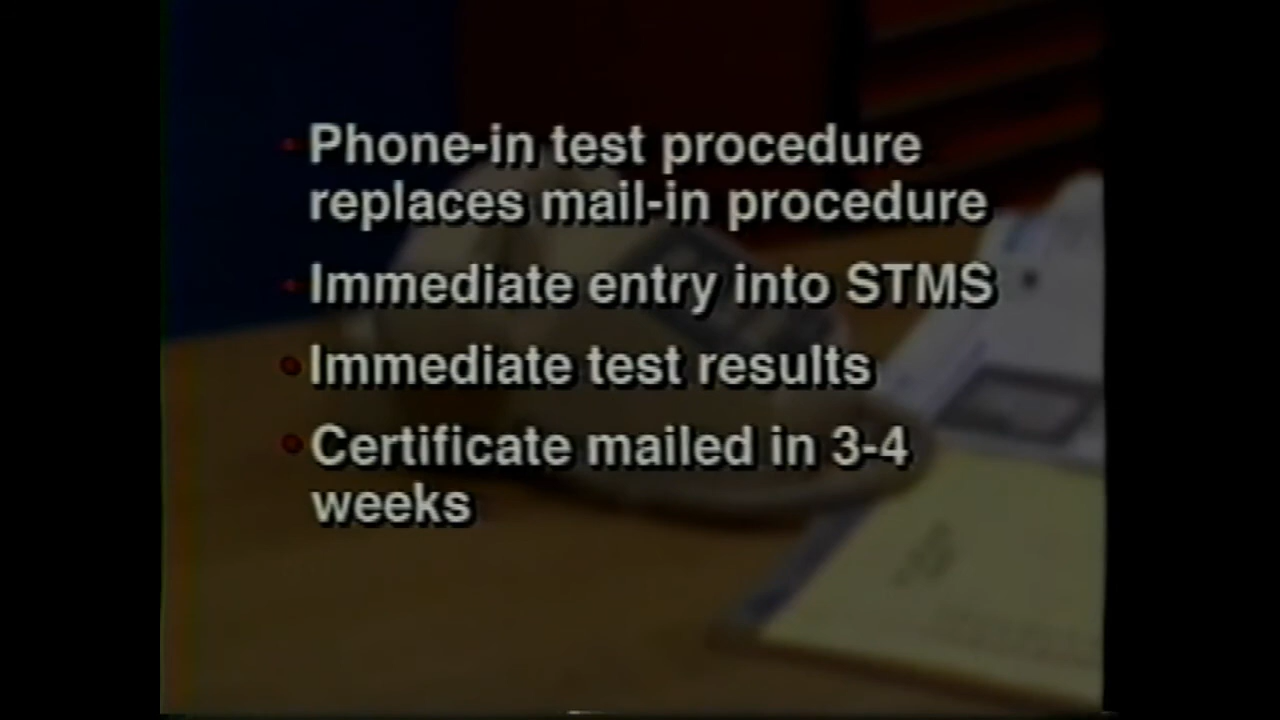 Phone-in test procedure
replaces mail-in procedure
Immediate entry into STMS
Immediate test results
Certificate mailed in 3-4
weeks